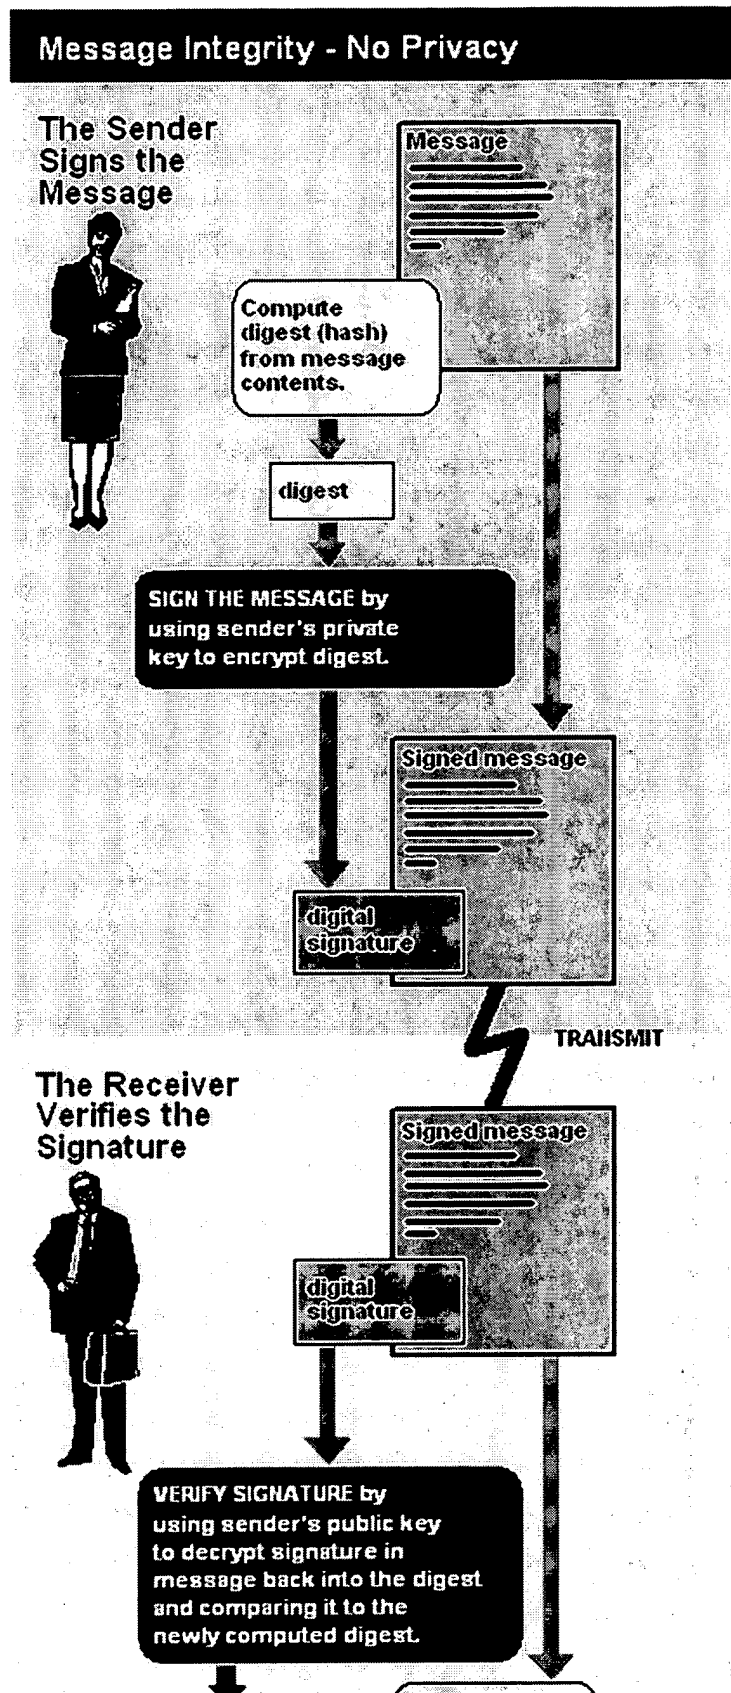 Message Integrity - No Privacy
The Sender
Signs the
Message
Message
Compute
digest (hash)
from message
contents.
digest
SIGN THE MESSAGE by
using sender's private
key to encrypt digest.
Signed message
digital
signature
TRANSMIT
The Receiver
Verifies the
Signature
Signed message
digital
signature
VERIFY SIGNATURE by
using sender's public key
to decrypt signature in
message back into the digest
and comparing it to the
newly computed digest.